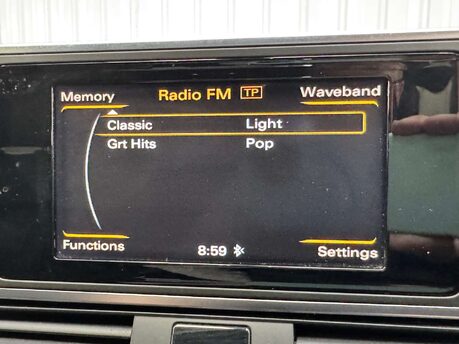 Memory Radio FM TP Waveband
Classic Light
Grt Hits Pop
Functions 8:59 Settings